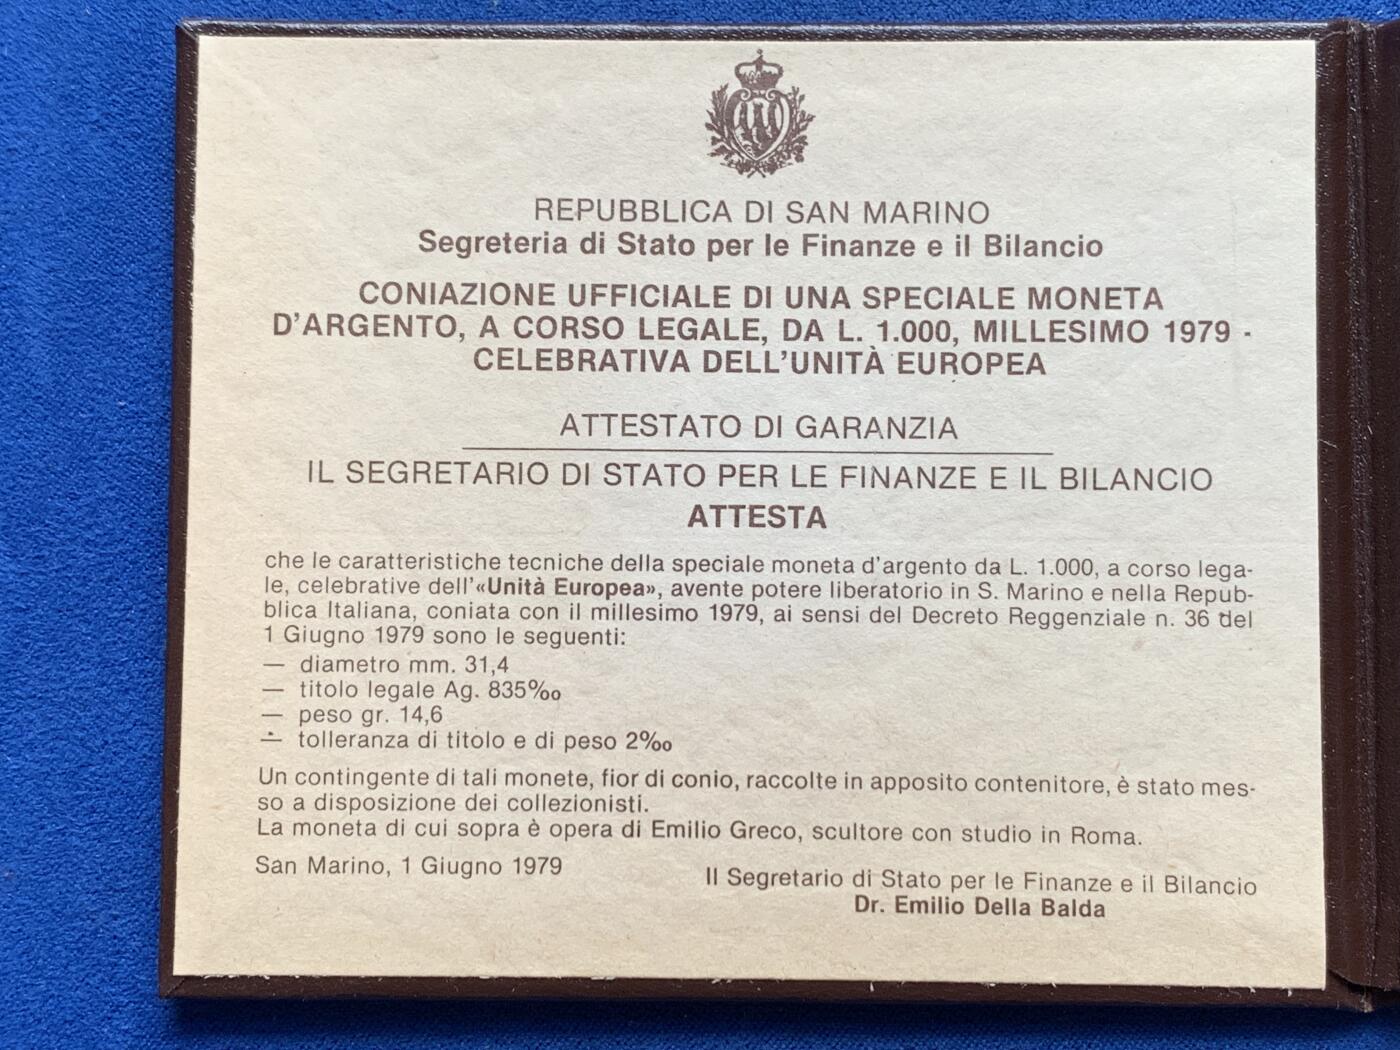 REPUBBLICA DI SAN MARINO
Segreteria di Stato per le Finanze e il Bilancio
CONIAZIONE UFFICIALE DI UNA SPECIALE MONETA
D'ARGENTO, A CORSO LEGALE, DA L. 1.000, MILLESIMO 1979 -
CELEBRATIVA DELL'UNITÀ EUROPEA
ATTESTATO DI GARANZIA
IL SEGRETARIO DI STATO PER LE FINANZE E IL BILANCIO
ATTESTA
che le caratteristiche tecniche della speciale moneta d'argento da L. 1.000, a corso lega-
le, celebrative dell'«Unità Europea», avente potere liberatorio in S. Marino e nella Repub-
blica Italiana, coniata con il millesimo 1979, ai sensi del Decreto Reggenziale n. 36 del
1 Giugno 1979 sono le seguenti:
— diametro mm. 31,4
— titolo legale Ag. 835‰
— peso gr. 14,6
— tolleranza di titolo e di peso 2‰
Un contingente di tali monete, fior di conio, raccolte in apposito contenitore, è stato mes-
so a disposizione dei collezionisti.
La moneta di cui sopra è opera di Emilio Greco, scultore con studio in Roma.
San Marino, 1 Giugno 1979
Il Segretario di Stato per le Finanze e il Bilancio
Dr. Emilio Della Balda